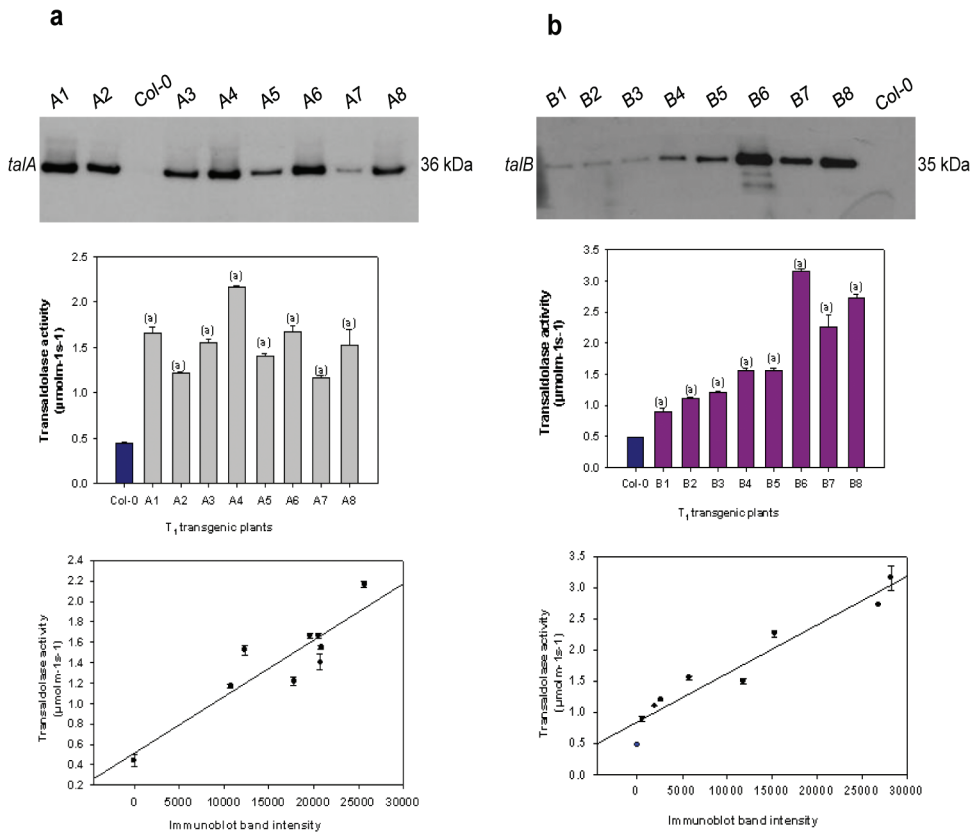 a
A1 A2 Col-0 A3 A4 A5 A6 A7 A8
talA
36 kDa
Transaldolase activity
(µmolm-1s-1)
2.5
2.0
1.5
1.0
0.5
0.0
(a) (a) (a) (a) (a) (a) (a) (a)
Col-0 A1 A2 A3 A4 A5 A6 A7 A8
T1 transgenic plants
Transaldolase activity
(µmolm-1s-1)
2.4
2.2
2.0
1.8
1.6
1.4
1.2
1.0
0.8
0.6
0.4
0.2
0 5000 10000 15000 20000 25000 30000
Immunoblot band intensity
b
B1 B2 B3 B4 B5 B6 B7 B8 Col-0
talB
35 kDa
Transaldolase activity
(µmolm-1s-1)
3.5
3.0
2.5
2.0
1.5
1.0
0.5
0.0
(a) (a) (a) (a) (a) (a) (a) (a)
Col-0 B1 B2 B3 B4 B5 B6 B7 B8
T1 transgenic plants
Transaldolase activity
(µmolm-1s-1)
3.5
3.0
2.5
2.0
1.5
1.0
0.5
0.0
0 5000 10000 15000 20000 25000 30000
Immunoblot band intensity